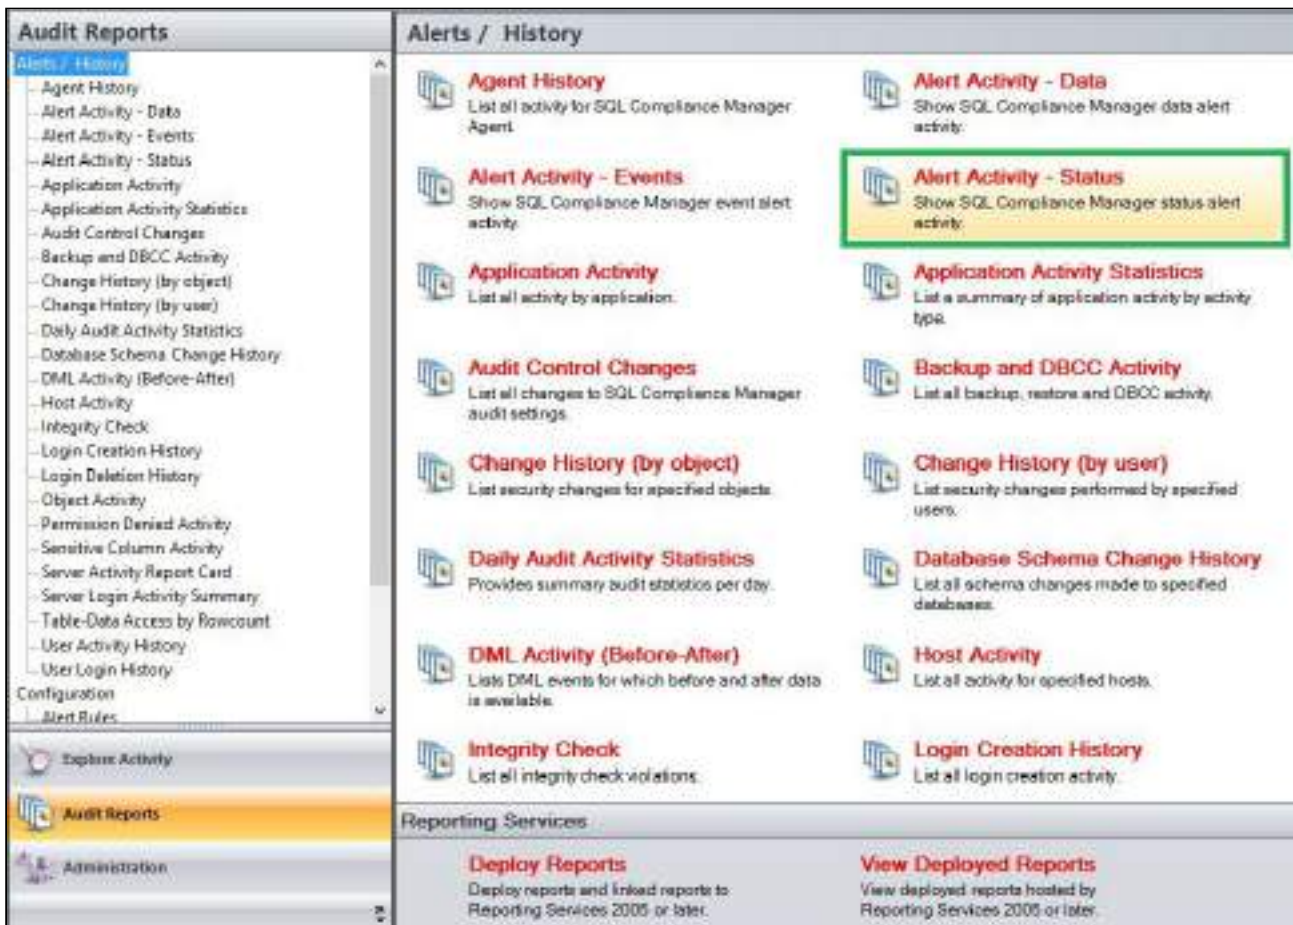 Audit Reports
Alerts / History
Agent History
Alert Activity - Data
Alert Activity - Events
Alert Activity - Status
Application Activity
Application Activity Statistics
Audit Control Changes
Backup and DBCC Activity
Change History (by object)
Change History (by user)
Daily Audit Activity Statistics
Database Schema Change History
DML Activity (Before-After)
Host Activity
Integrity Check
Login Creation History
Login Deletion History
Object Activity
Permission Denied Activity
Sensitive Column Activity
Server Activity Report Card
Server Login Activity Summary
Table-Data Access by Rowcount
User Activity History
User Login History
Configuration
Alert Rules
Explore Activity
Audit Reports
Administration
Alerts / History
Agent History
List all activity for SQL Compliance Manager
Agent.
Alert Activity - Data
Show SQL Compliance Manager data alert
activity.
Alert Activity - Events
Show SQL Compliance Manager event alert
activity.
Alert Activity - Status
Show SQL Compliance Manager status alert
activity.
Application Activity
List all activity by application.
Application Activity Statistics
List a summary of application activity by activity
type.
Audit Control Changes
List all changes to SQL Compliance Manager
audit settings.
Backup and DBCC Activity
List all backup, restore and DBCC activity.
Change History (by object)
List security changes for specified objects.
Change History (by user)
List security changes performed by specified
users.
Daily Audit Activity Statistics
Provides summary audit statistics per day.
Database Schema Change History
List all schema changes made to specified
databases.
DML Activity (Before-After)
Lists DML events for which before and after data
is available.
Host Activity
List all activity for specified hosts.
Integrity Check
List all integrity check violations.
Login Creation History
List all login creation activity.
Reporting Services
Deploy Reports
Deploy reports and linked reports to
Reporting Services 2005 or later.
View Deployed Reports
View deployed reports hosted by
Reporting Services 2005 or later.